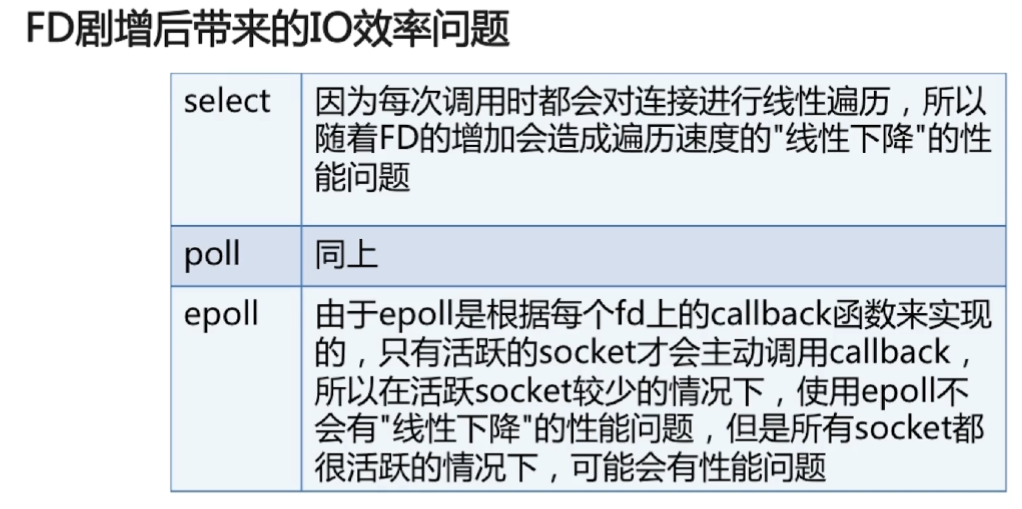 FD剧增后带来的IO效率问题
select
因为每次调用时都会对连接进行线性遍历，所以
随着FD的增加会造成遍历速度的"线性下降"的性
能问题
poll
同上
epoll
由于epoll是根据每个fd上的callback函数来实现
的，只有活跃的socket才会主动调用callback，
所以在活跃socket较少的情况下，使用epoll不
会有"线性下降"的性能问题，但是所有socket都
很活跃的情况下，可能会有性能问题